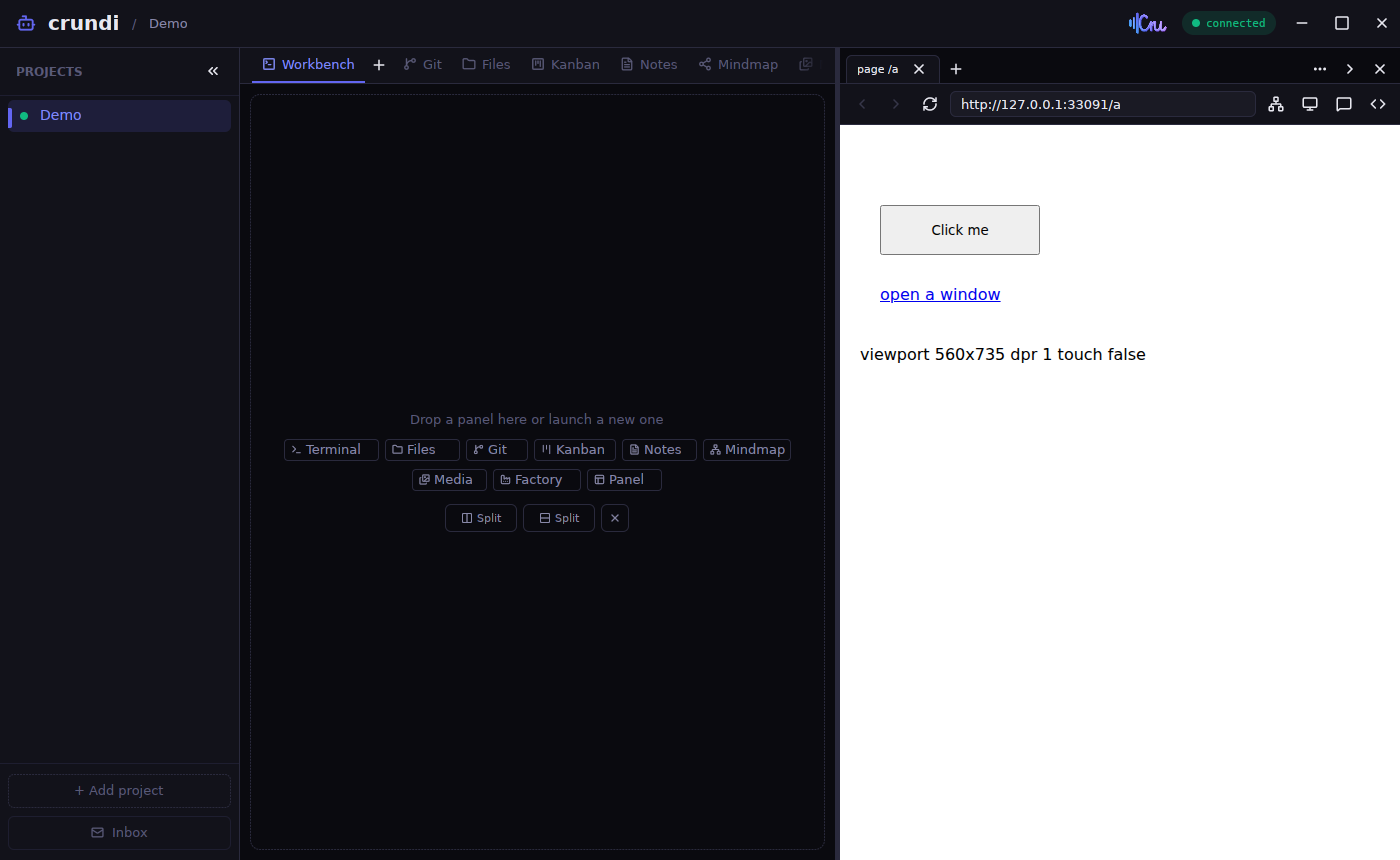 crundi / Demo
Cru
connected
PROJECTS
Demo
+ Add project
Inbox
Workbench
Git
Files
Kanban
Notes
Mindmap
Drop a panel here or launch a new one
Terminal
Files
Git
Kanban
Notes
Mindmap
Media
Factory
Panel
Split
Split
page /a
http://127.0.0.1:33091/a
Click me
open a window
viewport 560x735 dpr 1 touch false